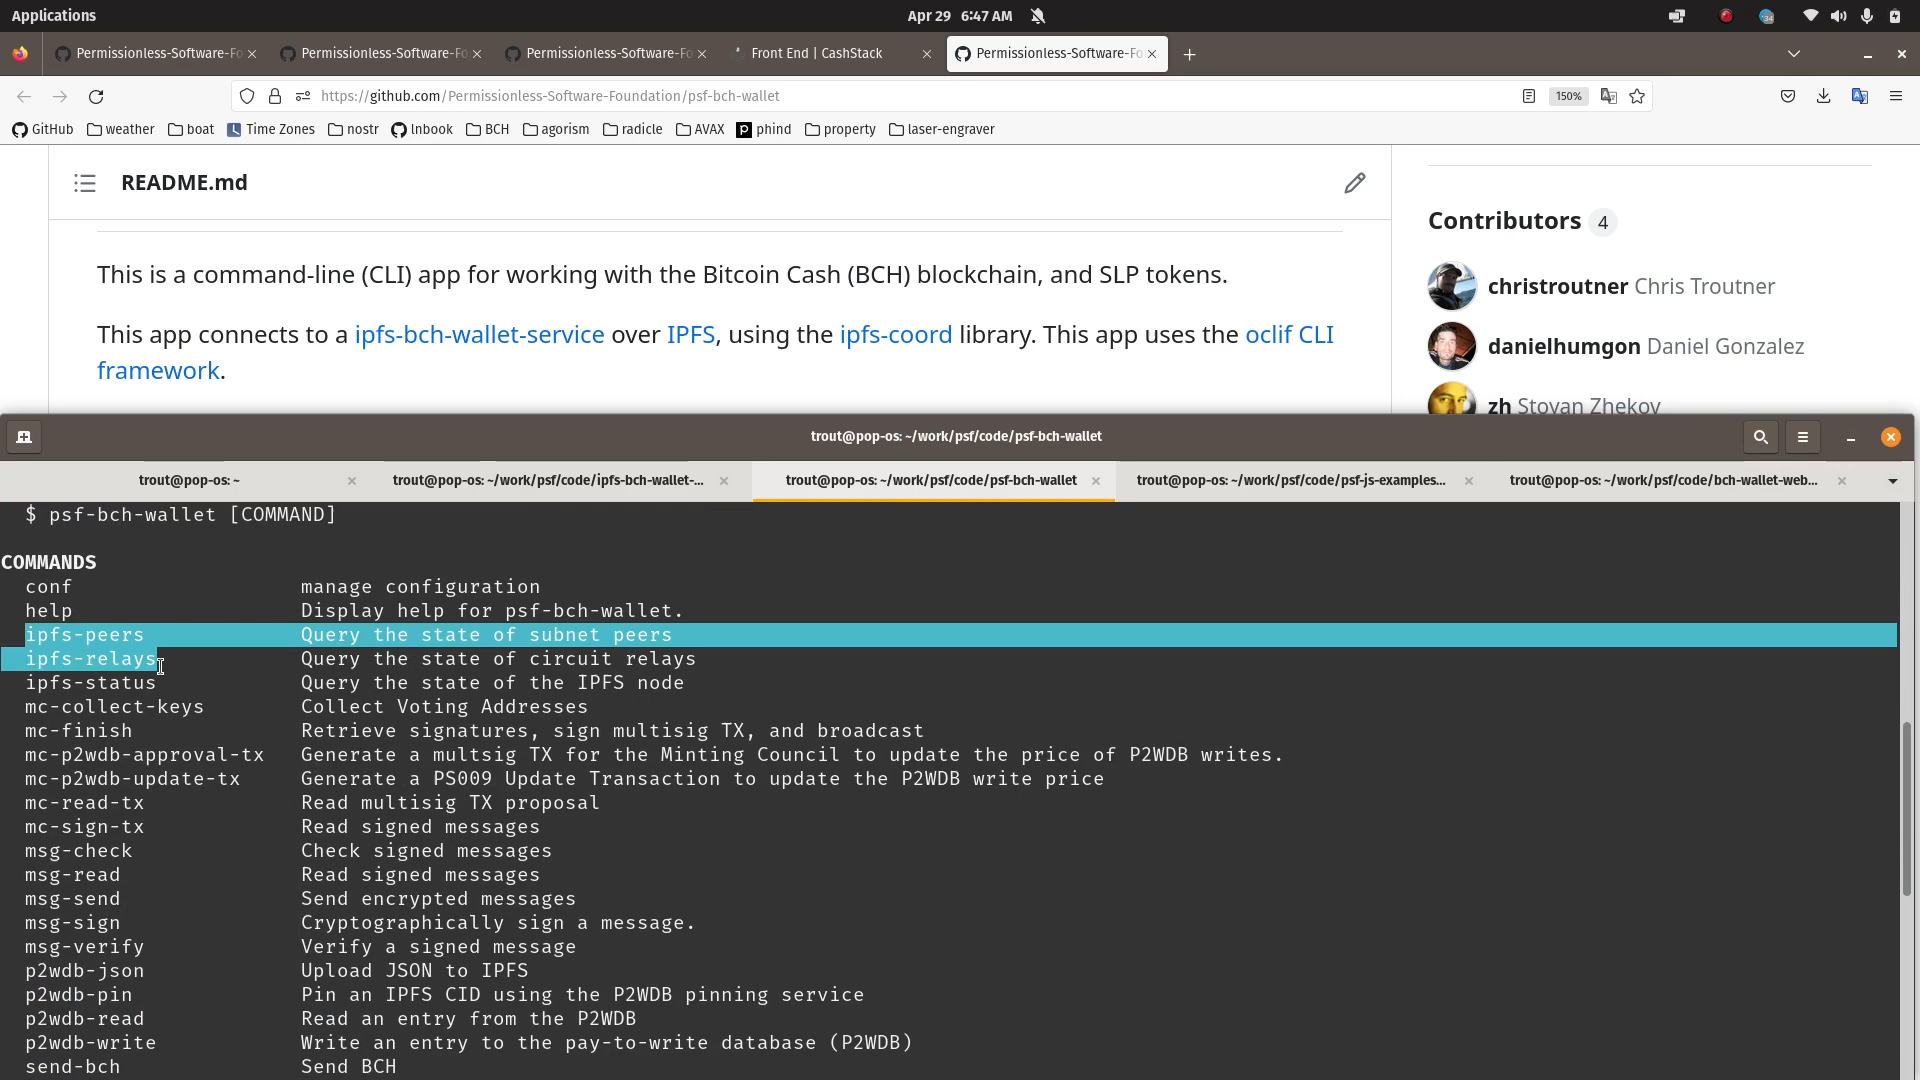 Applications
Apr 29 6:47 AM
34
Permissionless-Software-Fo
Permissionless-Software-Fo
Permissionless-Software-Fo
Front End | CashStack
Permissionless-Software-Fo
https://github.com/Permissionless-Software-Foundation/psf-bch-wallet
150%
GitHub
weather
boat
Time Zones
nostr
lnbook
BCH
agorism
radicle
AVAX
phind
property
laser-engraver
README.md
This is a command-line (CLI) app for working with the Bitcoin Cash (BCH) blockchain, and SLP tokens.
This app connects to a ipfs-bch-wallet-service over IPFS, using the ipfs-coord library. This app uses the oclif CLI
framework.
Contributors 4
christroutner Chris Troutner
danielhumgon Daniel Gonzalez
zh Stoyan Zhekov
trout@pop-os: ~/work/psf/code/psf-bch-wallet
trout@pop-os: ~
trout@pop-os: ~/work/psf/code/ipfs-bch-wallet-...
trout@pop-os: ~/work/psf/code/psf-bch-wallet
trout@pop-os: ~/work/psf/code/psf-js-examples...
trout@pop-os: ~/work/psf/code/bch-wallet-web...
$ psf-bch-wallet [COMMAND]
COMMANDS
conf manage configuration
help Display help for psf-bch-wallet.
ipfs-peers Query the state of subnet peers
ipfs-relays Query the state of circuit relays
ipfs-status Query the state of the IPFS node
mc-collect-keys Collect Voting Addresses
mc-finish Retrieve signatures, sign multisig TX, and broadcast
mc-p2wdb-approval-tx Generate a multsig TX for the Minting Council to update the price of P2WDB writes.
mc-p2wdb-update-tx Generate a PS009 Update Transaction to update the P2WDB write price
mc-read-tx Read multisig TX proposal
mc-sign-tx Read signed messages
msg-check Check signed messages
msg-read Read signed messages
msg-send Send encrypted messages
msg-sign Cryptographically sign a message.
msg-verify Verify a signed message
p2wdb-json Upload JSON to IPFS
p2wdb-pin Pin an IPFS CID using the P2WDB pinning service
p2wdb-read Read an entry from the P2WDB
p2wdb-write Write an entry to the pay-to-write database (P2WDB)
send-bch Send BCH